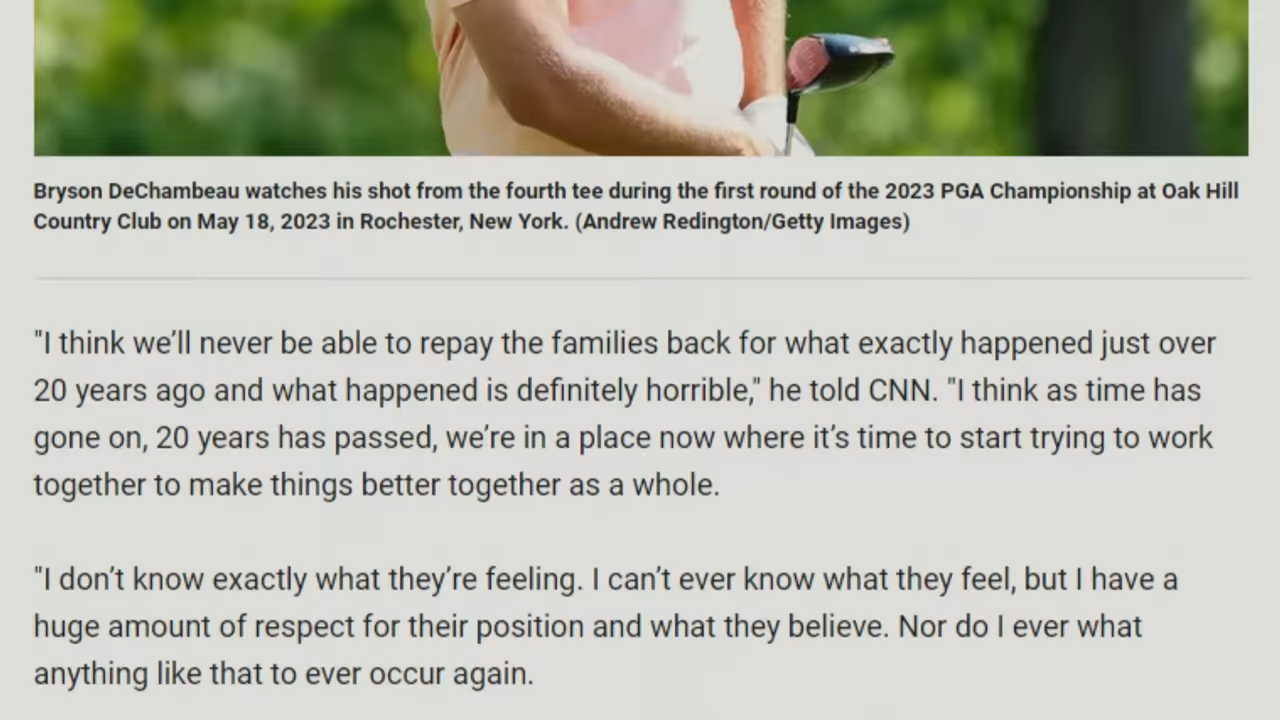 Bryson DeChambeau watches his shot from the fourth tee during the first round of the 2023 PGA Championship at Oak Hill
Country Club on May 18, 2023 in Rochester, New York. (Andrew Redington/Getty Images)
"I think we’ll never be able to repay the families back for what exactly happened just over
20 years ago and what happened is definitely horrible," he told CNN. "I think as time has
gone on, 20 years has passed, we’re in a place now where it’s time to start trying to work
together to make things better together as a whole.
"I don’t know exactly what they’re feeling. I can’t ever know what they feel, but I have a
huge amount of respect for their position and what they believe. Nor do I ever what
anything like that to ever occur again.